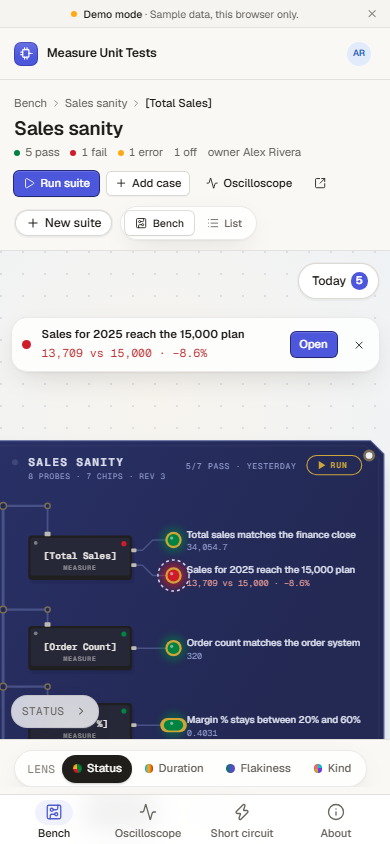 Demo mode · Sample data, this browser only.
Measure Unit Tests
AR
Bench > Sales sanity > [Total Sales]
Sales sanity
5 pass 1 fail 1 error 1 off owner Alex Rivera
Run suite
Add case
Oscilloscope
New suite
Bench
List
Today 5
Sales for 2025 reach the 15,000 plan
13,709 vs 15,000 · −8.6%
Open
SALES SANITY
8 PROBES · 7 CHIPS · REV 3
5/7 PASS · YESTERDAY
RUN
[Total Sales]
MEASURE
Total sales matches the finance close
34,054.7
Sales for 2025 reach the 15,000 plan
13,709 vs 15,000 · −8.6%
[Order Count]
MEASURE
Order count matches the order system
320
STATUS
%]
MEASURE
Margin % stays between 20% and 60%
0.4031
LENS
Status
Duration
Flakiness
Kind
Bench
Oscilloscope
Short circuit
About